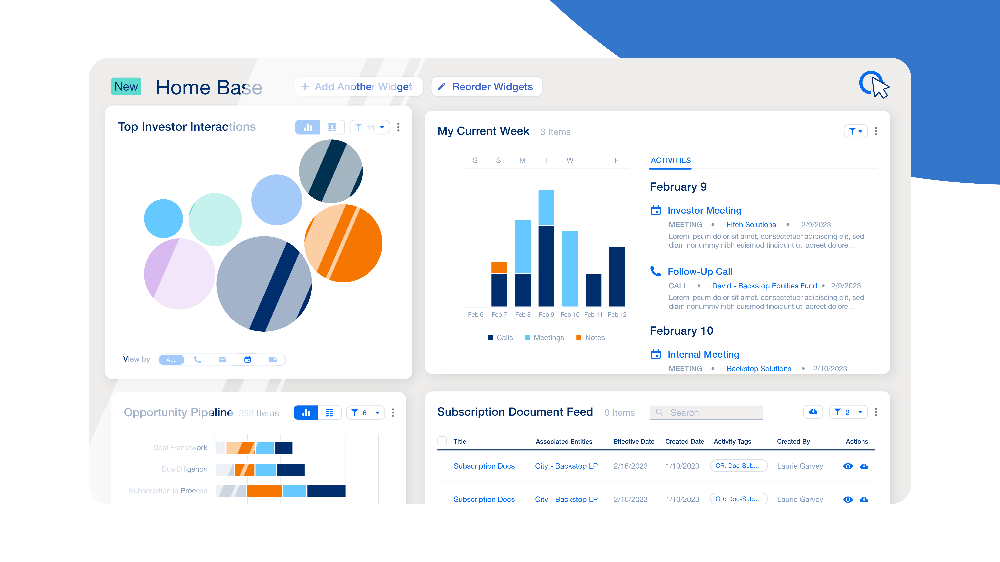 New
Home Base
Add Another Widget
Reorder Widgets
Top Investor Interactions
11
View by
ALL
My Current Week 3 Items
S S M T W T F
Feb 6 Feb 7 Feb 8 Feb 9 Feb 10 Feb 11 Feb 12
Calls Meetings Notes
ACTIVITIES
February 9
Investor Meeting
MEETING • Fitch Solutions • 2/9/2023
Lorem ipsum dolor sit amet, consectetuer adipiscing elit, sed
diam nonummy nibh euismod tincidunt ut laoreet dolore...
Follow-Up Call
CALL • David - Backstop Equities Fund • 2/9/2023
Lorem ipsum dolor sit amet, consectetuer adipiscing elit, sed
diam nonummy nibh euismod tincidunt ut laoreet dolore...
February 10
Internal Meeting
MEETING • Backstop Solutions • 2/10/2023
Opportunity Pipeline 358 Items
6
Deal Framework
Due Diligence
Subscription in Process
Subscription Document Feed 9 Items
Search
2
Title Associated Entities Effective Date Created Date Activity Tags Created By Actions
Subscription Docs City - Backstop LP 2/16/2023 1/10/2023 CR: Doc-Sub... Laurie Garvey
Subscription Docs City - Backstop LP 2/16/2023 1/10/2023 CR: Doc-Sub... Laurie Garvey